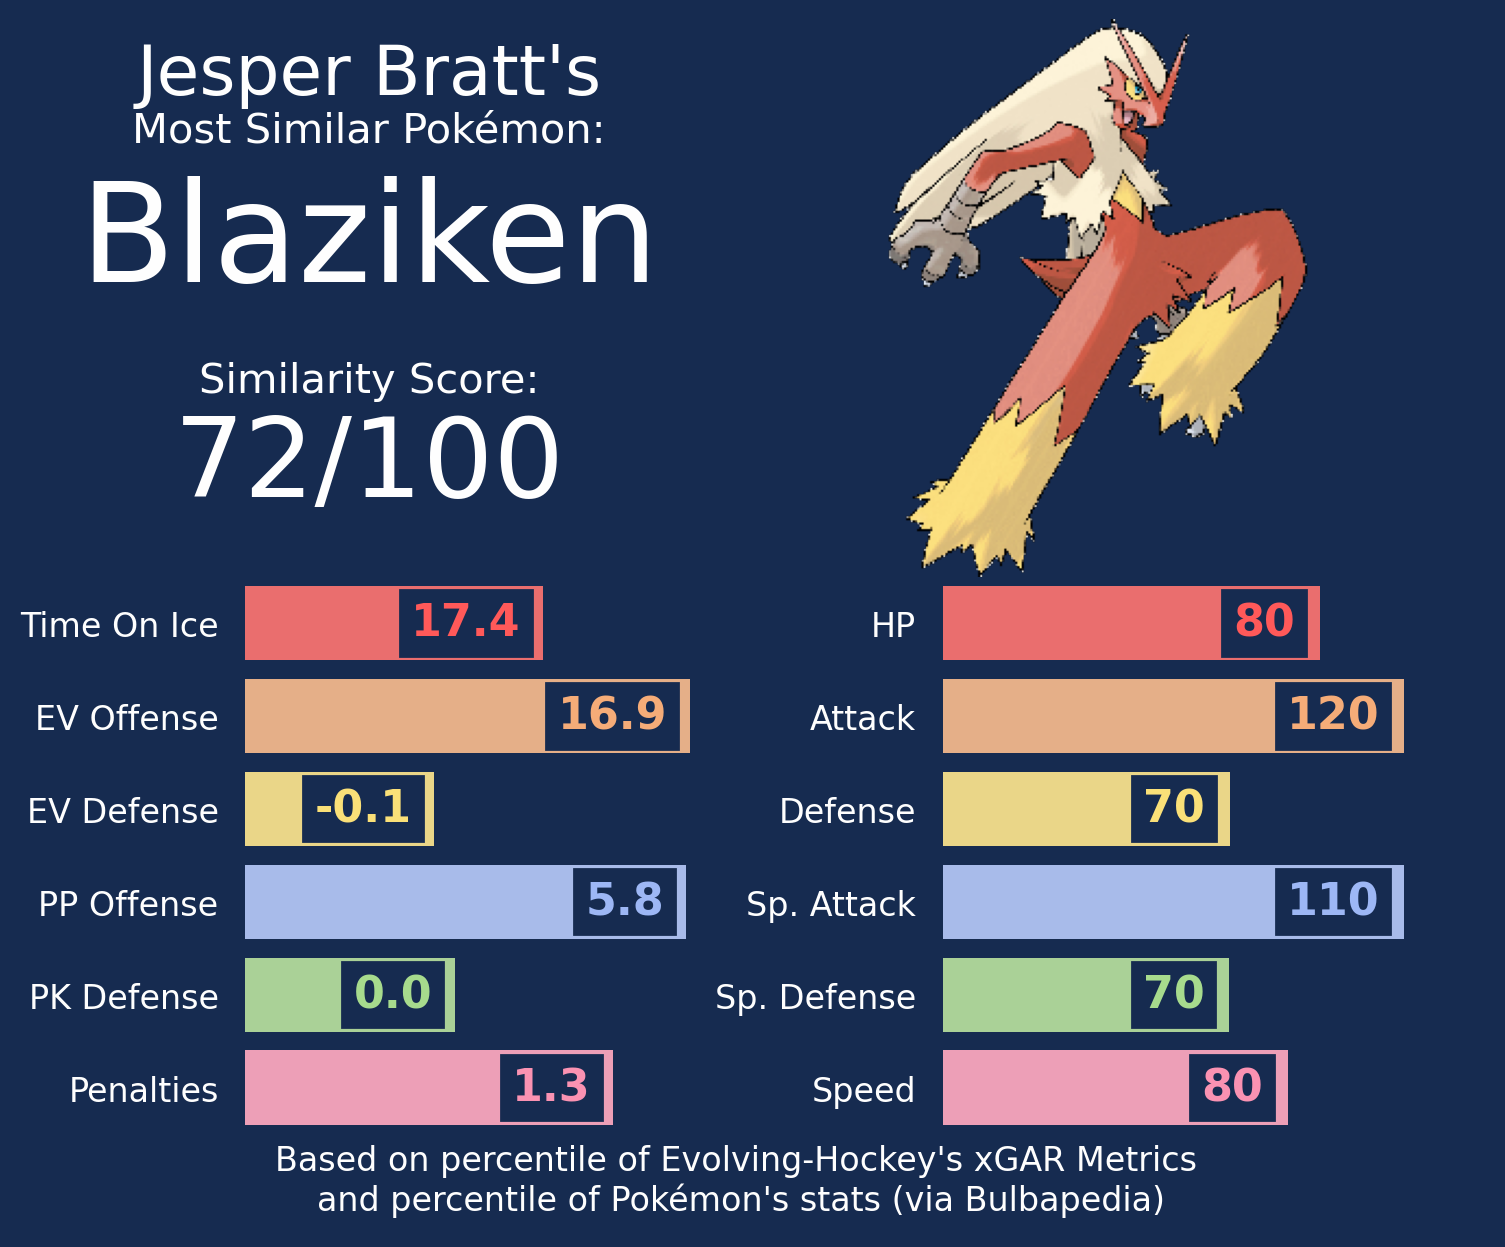 Jesper Bratt's
Most Similar Pokémon:
Blaziken
Similarity Score:
72/100
Time On Ice 17.4
EV Offense 16.9
EV Defense -0.1
PP Offense 5.8
PK Defense 0.0
Penalties 1.3
HP 80
Attack 120
Defense 70
Sp. Attack 110
Sp. Defense 70
Speed 80
Based on percentile of Evolving-Hockey's xGAR Metrics
and percentile of Pokémon's stats (via Bulbapedia)